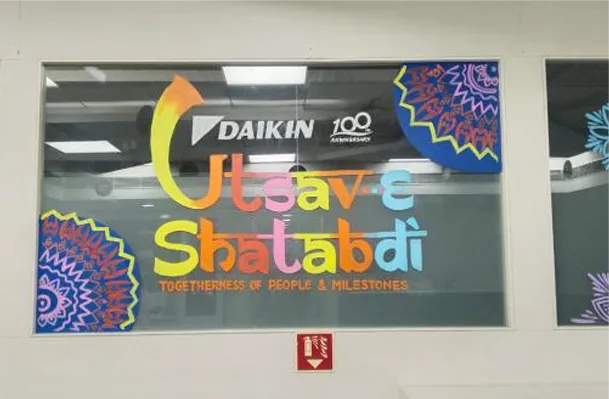 DAIKIN 100
ANNIVERSARY
Utsav-E
Shatabdi
TOGETHERNESS OF PEOPLE & MILESTONES